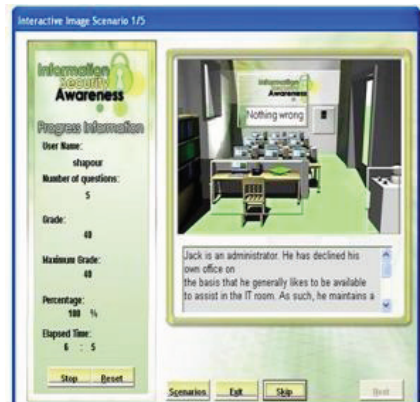 Interactive Image Scenario 1/5
Information
Security
Awareness
Progress Information
User Name:
shapour
Number of questions:
5
Grade:
40
Maximum Grade:
40
Percentage:
100 %
Elapsed Time:
6 : 5
Stop Reset
Information
Security
Awareness
Nothing wrong
Jack is an administrator. He has declined his
own office on
the basis that he generally likes to be available
to assist in the IT room. As such, he maintains a
Scenarios Exit Skip Next